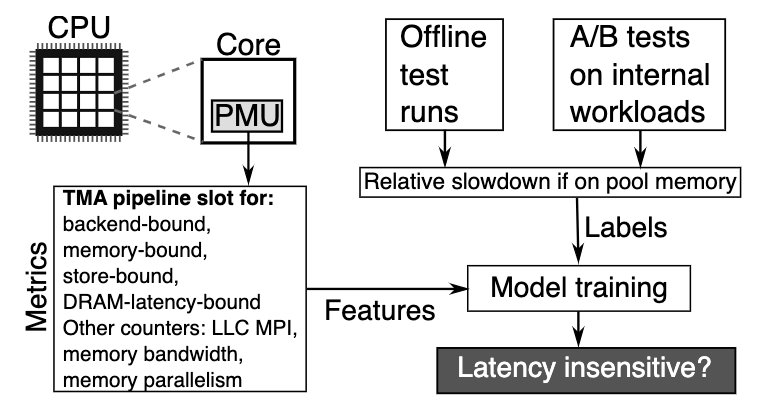 CPU
Core
PMU
Offline
test
runs
A/B tests
on internal
workloads
Relative slowdown if on pool memory
Labels
Metrics
TMA pipeline slot for:
backend-bound,
memory-bound,
store-bound,
DRAM-latency-bound
Other counters: LLC MPI,
memory bandwidth,
memory parallelism
Features
Model training
Latency insensitive?